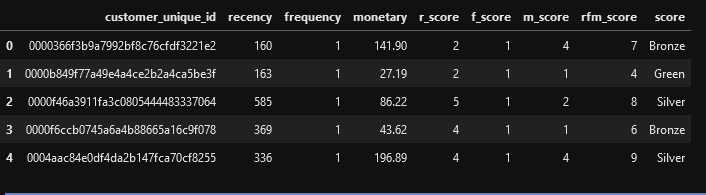 customer_unique_id recency frequency monetary r_score f_score m_score rfm_score score
0 0000366f3b9a7992bf8c76cfdf3221e2 160 1 141.90 2 1 4 7 Bronze
1 0000b849f77a49e4a4ce2b2a4ca5be3f 163 1 27.19 2 1 1 4 Green
2 0000f46a3911fa3c0805444483337064 585 1 86.22 5 1 2 8 Silver
3 0000f6ccb0745a6a4b88665a16c9f078 369 1 43.62 4 1 1 6 Bronze
4 0004aac84e0df4da2b147fca70cf8255 336 1 196.89 4 1 4 9 Silver